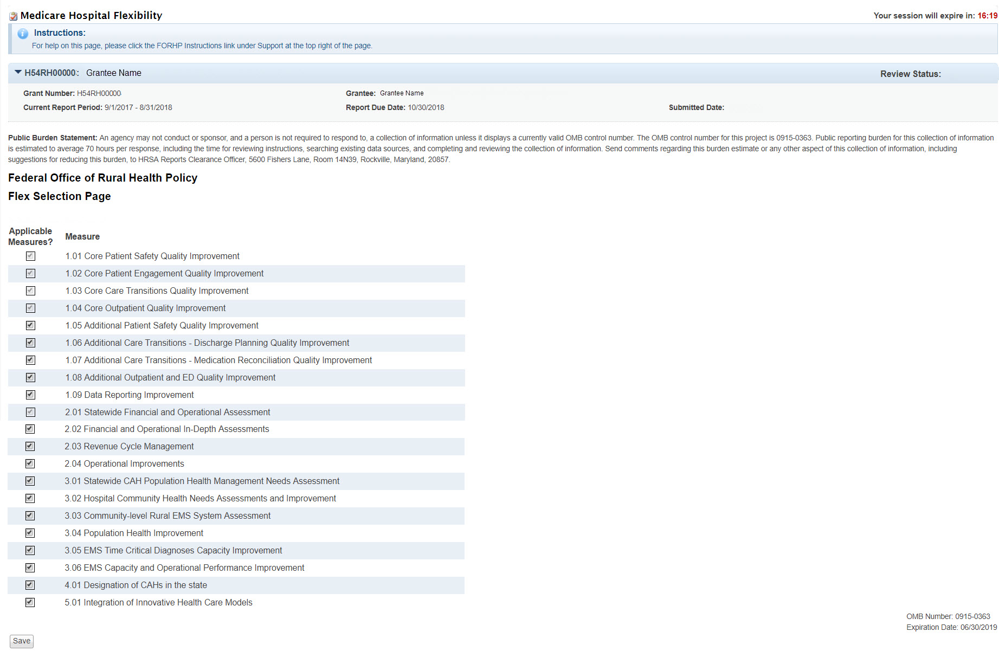 Medicare Hospital Flexibility
Your session will expire in: 16:19
Instructions:
For help on this page, please click the FORHP Instructions link under Support at the top right of the page.
H54RH00000: Grantee Name
Review Status:
Grant Number: H54RH00000
Grantee: Grantee Name
Current Report Period: 9/1/2017 - 8/31/2018
Report Due Date: 10/30/2018
Submitted Date:
Public Burden Statement: An agency may not conduct or sponsor, and a person is not required to respond to, a collection of information unless it displays a currently valid OMB control number. The OMB control number for this project is 0915-0363. Public reporting burden for this collection of information
is estimated to average 70 hours per response, including the time for reviewing instructions, searching existing data sources, and completing and reviewing the collection of information. Send comments regarding this burden estimate or any other aspect of this collection of information, including
suggestions for reducing this burden, to HRSA Reports Clearance Officer, 5600 Fishers Lane, Room 14N39, Rockville, Maryland, 20857.
Federal Office of Rural Health Policy
Flex Selection Page
Applicable
Measures?
Measure
1.01 Core Patient Safety Quality Improvement
1.02 Core Patient Engagement Quality Improvement
1.03 Core Care Transitions Quality Improvement
1.04 Core Outpatient Quality Improvement
1.05 Additional Patient Safety Quality Improvement
1.06 Additional Care Transitions - Discharge Planning Quality Improvement
1.07 Additional Care Transitions - Medication Reconciliation Quality Improvement
1.08 Additional Outpatient and ED Quality Improvement
1.09 Data Reporting Improvement
2.01 Statewide Financial and Operational Assessment
2.02 Financial and Operational In-Depth Assessments
2.03 Revenue Cycle Management
2.04 Operational Improvements
3.01 Statewide CAH Population Health Management Needs Assessment
3.02 Hospital Community Health Needs Assessments and Improvement
3.03 Community-level Rural EMS System Assessment
3.04 Population Health Improvement
3.05 EMS Time Critical Diagnoses Capacity Improvement
3.06 EMS Capacity and Operational Performance Improvement
4.01 Designation of CAHs in the state
5.01 Integration of Innovative Health Care Models
OMB Number: 0915-0363
Expiration Date: 06/30/2019
Save